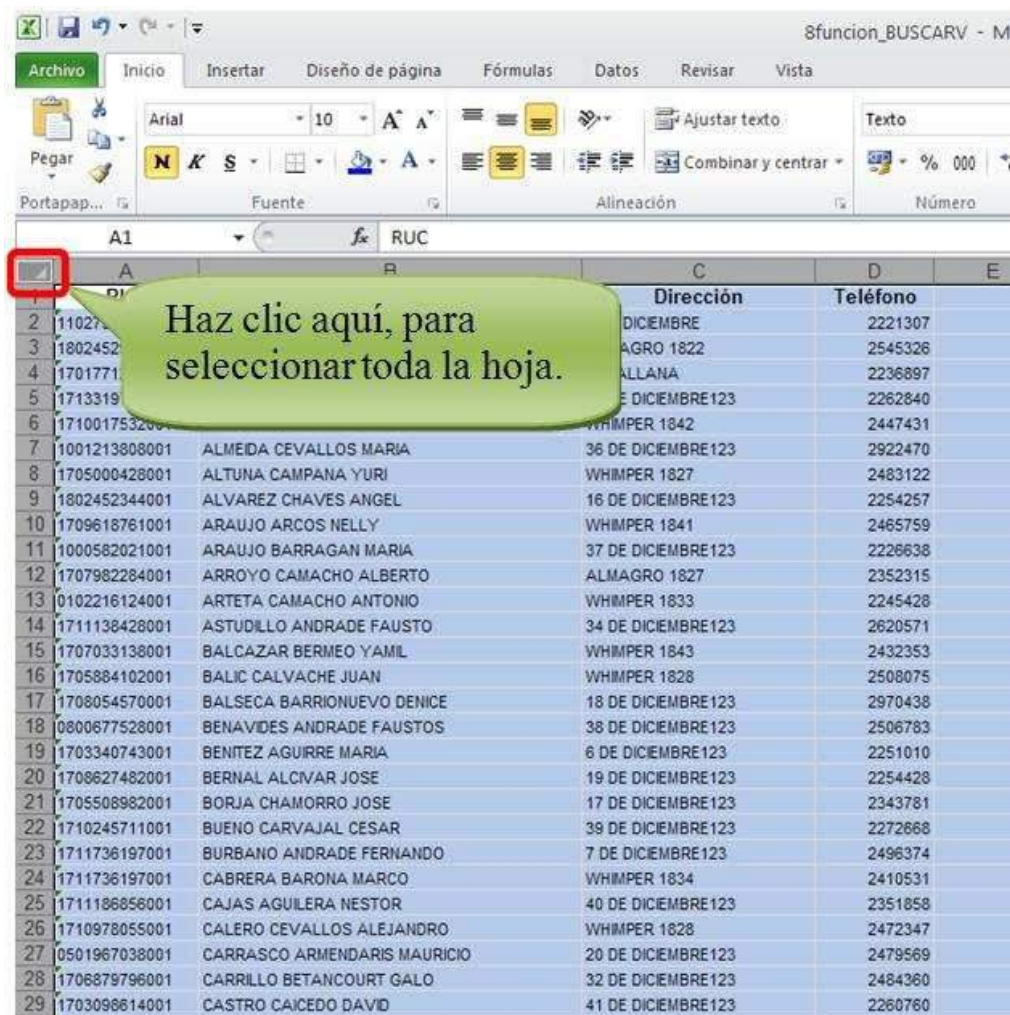 8funcion_BUSCARV - M
Archivo Inicio Insertar Diseño de página Fórmulas Datos Revisar Vista
Arial 10 A A Ajustar texto Texto
Pegar N K S A Combinar y centrar % 000
Portapap... Fuente Alineación Número
A1 fx RUC
A B C D E
1 Dirección Teléfono
Haz clic aquí, para
seleccionar toda la hoja.
2 DICIEMBRE 2221307
3 1802452 AGRO 1822 2545326
4 170177 ALLANA 2236897
5 1713319 DICIEMBRE123 2262840
6 1710017532001 WHIMPER 1842 2447431
7 1001213808001 ALMEIDA CEVALLOS MARIA 36 DE DICIEMBRE123 2922470
8 1705000428001 ALTUNA CAMPANA YURI WHIMPER 1827 2483122
9 1802452344001 ALVAREZ CHAVES ANGEL 16 DE DICIEMBRE123 2254257
10 1709618761001 ARAUJO ARCOS NELLY WHIMPER 1841 2465759
11 1000582021001 ARAUJO BARRAGAN MARIA 37 DE DICIEMBRE123 2226638
12 1707982284001 ARROYO CAMACHO ALBERTO ALMAGRO 1827 2352315
13 0102216124001 ARTETA CAMACHO ANTONIO WHIMPER 1833 2245428
14 1711138428001 ASTUDILLO ANDRADE FAUSTO 34 DE DICIEMBRE123 2620571
15 1707033138001 BALCAZAR BERMEO YAMIL WHIMPER 1843 2432353
16 1705884102001 BALIC CALVACHE JUAN WHIMPER 1828 2508075
17 1708054570001 BALSECA BARRIONUEVO DENICE 18 DE DICIEMBRE123 2970438
18 0800677528001 BENAVIDES ANDRADE FAUSTOS 38 DE DICIEMBRE123 2506783
19 1703340743001 BENITEZ AGUIRRE MARIA 6 DE DICIEMBRE123 2251010
20 1708627482001 BERNAL ALCIVAR JOSE 19 DE DICIEMBRE123 2254428
21 1705508982001 BORJA CHAMORRO JOSE 17 DE DICIEMBRE123 2343781
22 1710245711001 BUENO CARVAJAL CESAR 39 DE DICIEMBRE123 2272668
23 1711736197001 BURBANO ANDRADE FERNANDO 7 DE DICIEMBRE123 2496374
24 1711736197001 CABRERA BARONA MARCO WHIMPER 1834 2410531
25 1711186856001 CAJAS AGUILERA NESTOR 40 DE DICIEMBRE123 2351858
26 1710978055001 CALERO CEVALLOS ALEJANDRO WHIMPER 1828 2472347
27 0501967038001 CARRASCO ARMENDARIS MAURICIO 20 DE DICIEMBRE123 2479569
28 1706879796001 CARRILLO BETANCOURT GALO 32 DE DICIEMBRE123 2484360
29 1703098614001 CASTRO CAICEDO DAVID 41 DE DICIEMBRE123 2260760